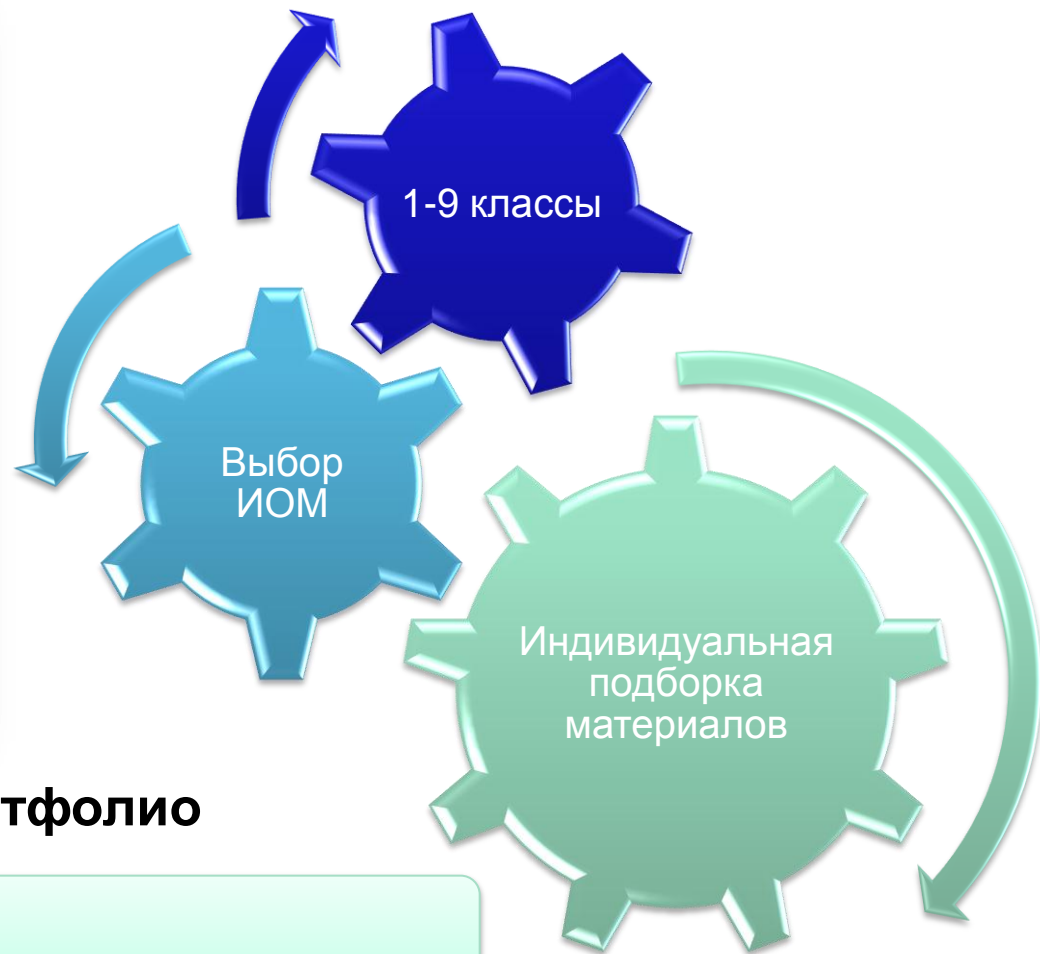 1-9 классы
Выбор
ИОМ
Индивидуальная
подборка
материалов
тфолио